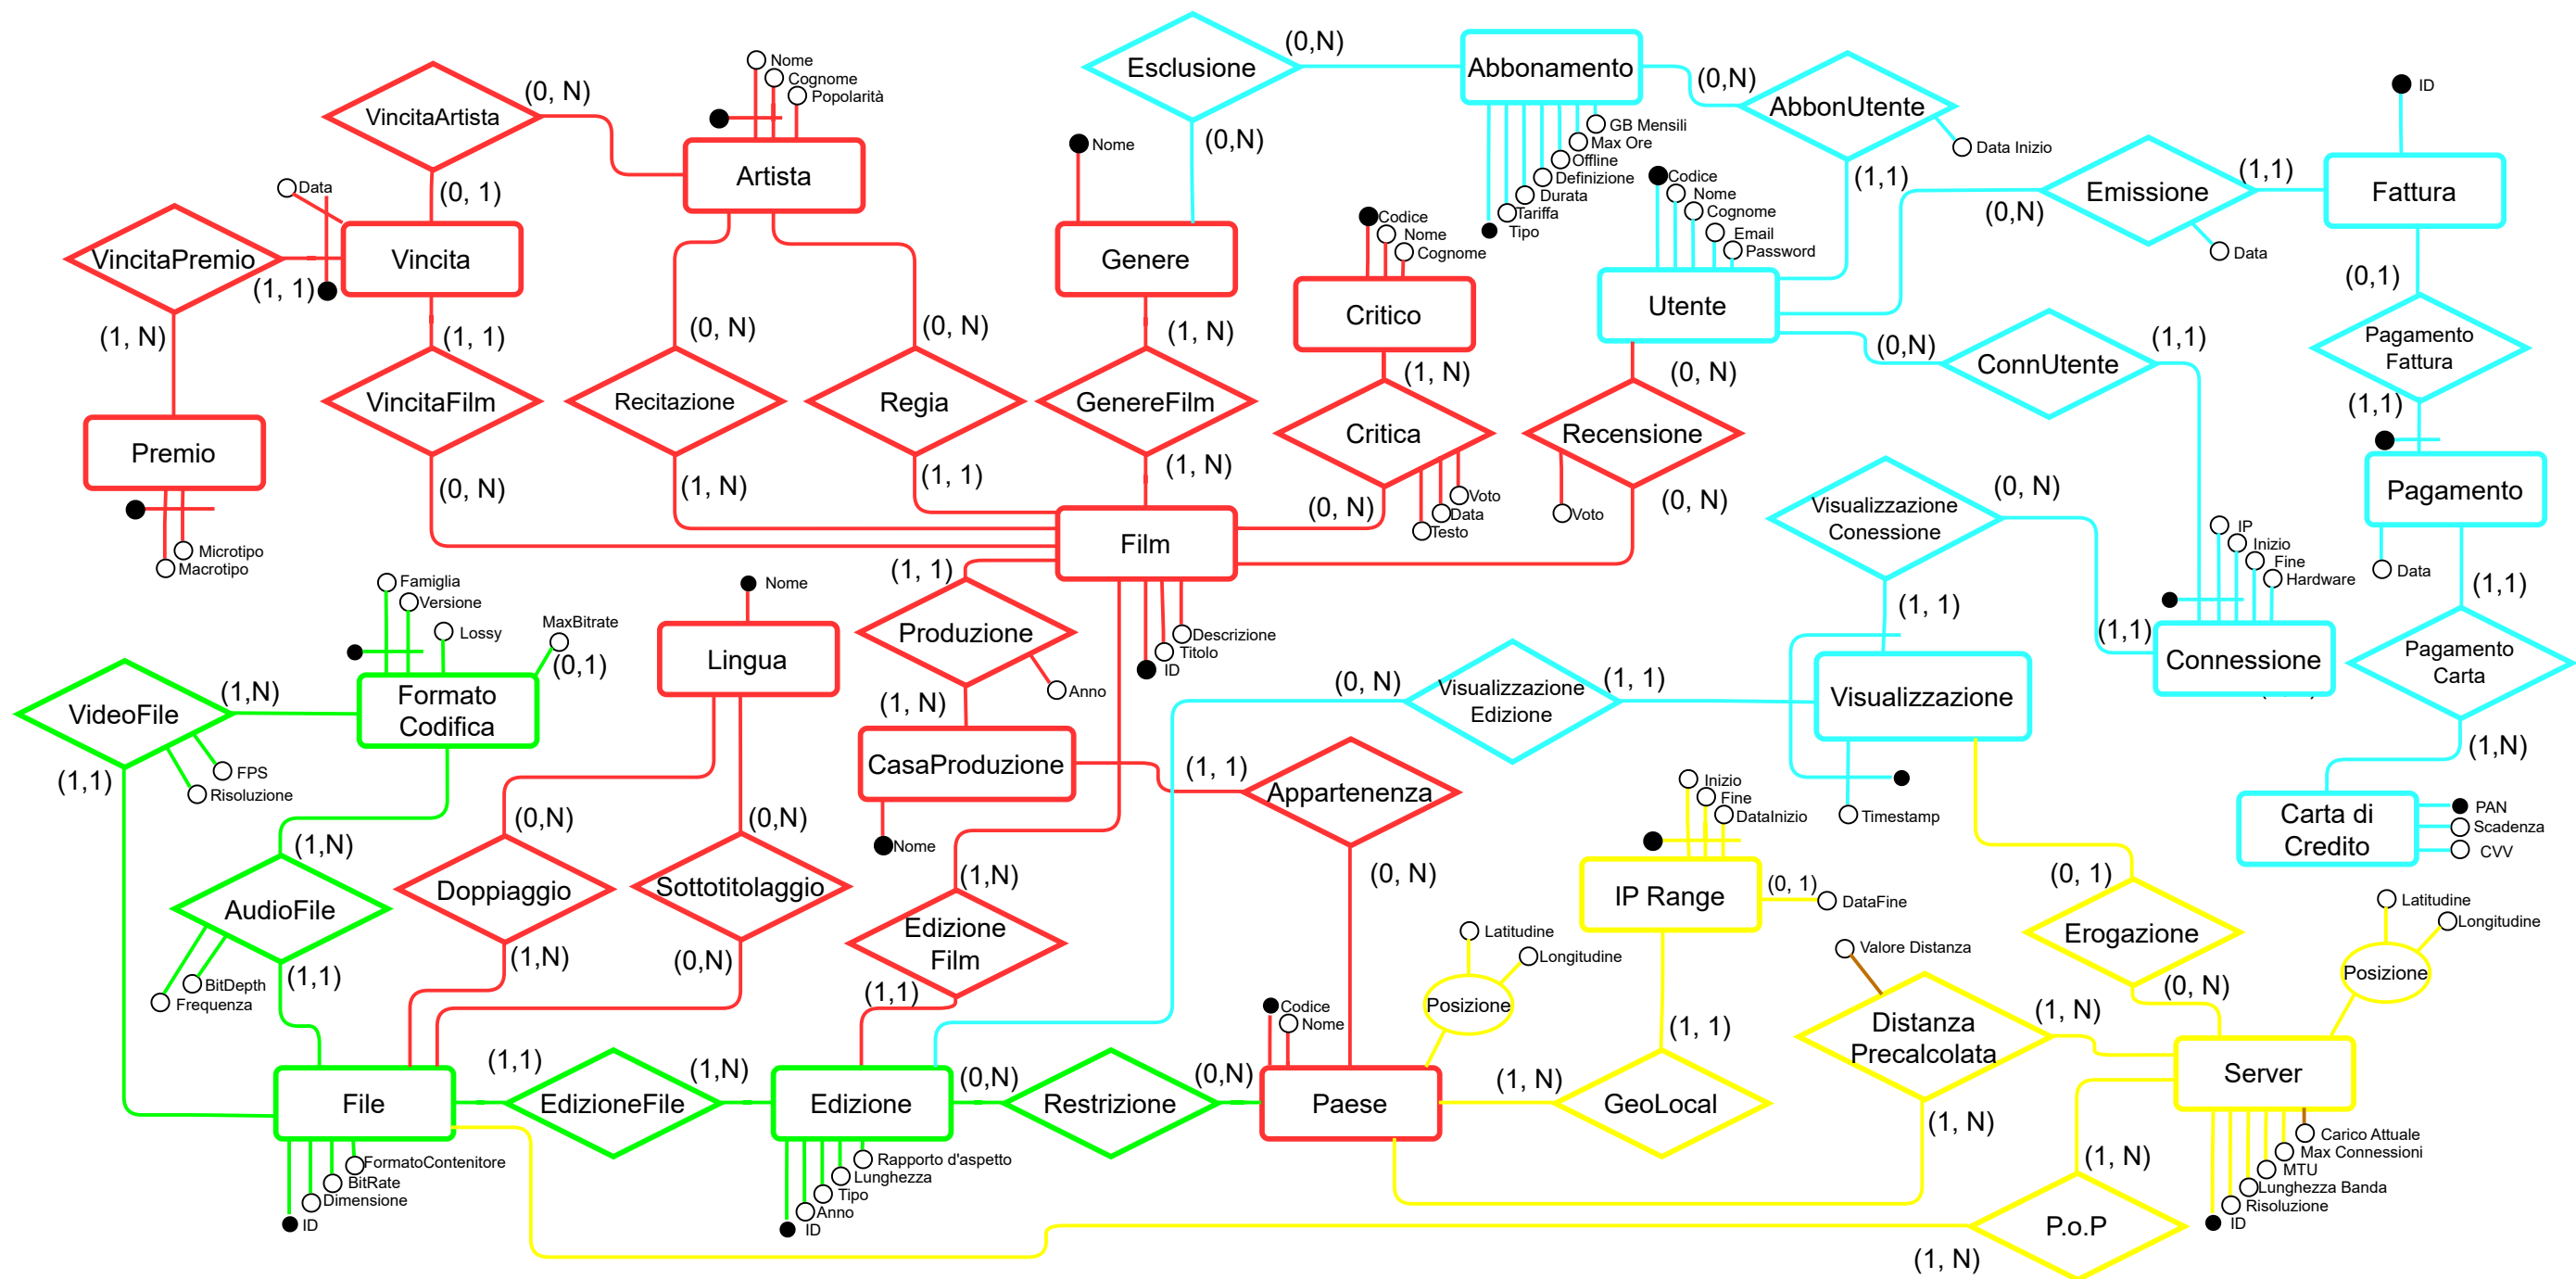 Esclusione
(0,N)
Abbonamento
(0,N)
AbbonUtente
Data Inizio
(1,1)
(0,N)
GB Mensili
Max Ore
Offline
Definizione
Durata
Tariffa
Tipo
ID
Nome
Cognome
Popolarità
Artista
(0, N)
VincitaArtista
(0, 1)
Data
Vincita
VincitaPremio
(1, 1)
(1, N)
Premio
Microtipo
Macrotipo
(1, 1)
VincitaFilm
(0, N)
(0, N)
Recitazione
(1, N)
(0, N)
Regia
(1, 1)
Nome
Genere
(1, N)
GenereFilm
(1, N)
Codice
Nome
Cognome
Critico
(1, N)
Critica
(0, N)
Voto
Data
Testo
Codice
Nome
Cognome
Email
Password
Utente
(0, N)
Recensione
Voto
(0, N)
(0,N)
Emissione
Data
(1,1)
Fattura
(0,1)
Pagamento
Fattura
(1,1)
Pagamento
Data
(1,1)
Pagamento
Carta
(1,N)
Carta di
Credito
PAN
Scadenza
CVV
(0,N)
ConnUtente
(1,1)
IP
Inizio
Fine
Hardware
(1,1)
Connessione
(0, N)
Visualizzazione
Conessione
(1, 1)
Visualizzazione
Timestamp
(1, 1)
Visualizzazione
Edizione
(0, N)
Film
Descrizione
Titolo
ID
(1, 1)
Produzione
Anno
(1, N)
CasaProduzione
Nome
(1, 1)
Appartenenza
(0, N)
Famiglia
Versione
Lossy
MaxBitrate
(0,1)
Formato
Codifica
(1,N)
VideoFile
FPS
Risoluzione
(1,1)
(1,N)
AudioFile
BitDepth
Frequenza
(1,1)
Nome
Lingua
(0,N)
Doppiaggio
(1,N)
(0,N)
Sottotitolaggio
(0,N)
(1,N)
Edizione
Film
(1,1)
File
FormatoContenitore
BitRate
Dimensione
ID
(1,1)
EdizioneFile
(1,N)
Edizione
Rapporto d'aspetto
Lunghezza
Tipo
Anno
ID
(0,N)
Restrizione
(0,N)
Paese
Codice
Nome
Latitudine
Longitudine
Posizione
(1, N)
GeoLocal
(1, 1)
IP Range
Inizio
Fine
DataInizio
(0, 1)
DataFine
Valore Distanza
Distanza
Precalcolata
(1, N)
(1, N)
(0, 1)
Erogazione
(0, N)
Latitudine
Longitudine
Posizione
Server
Carico Attuale
Max Connessioni
MTU
Lunghezza Banda
Risoluzione
ID
(1, N)
P.o.P
(1, N)